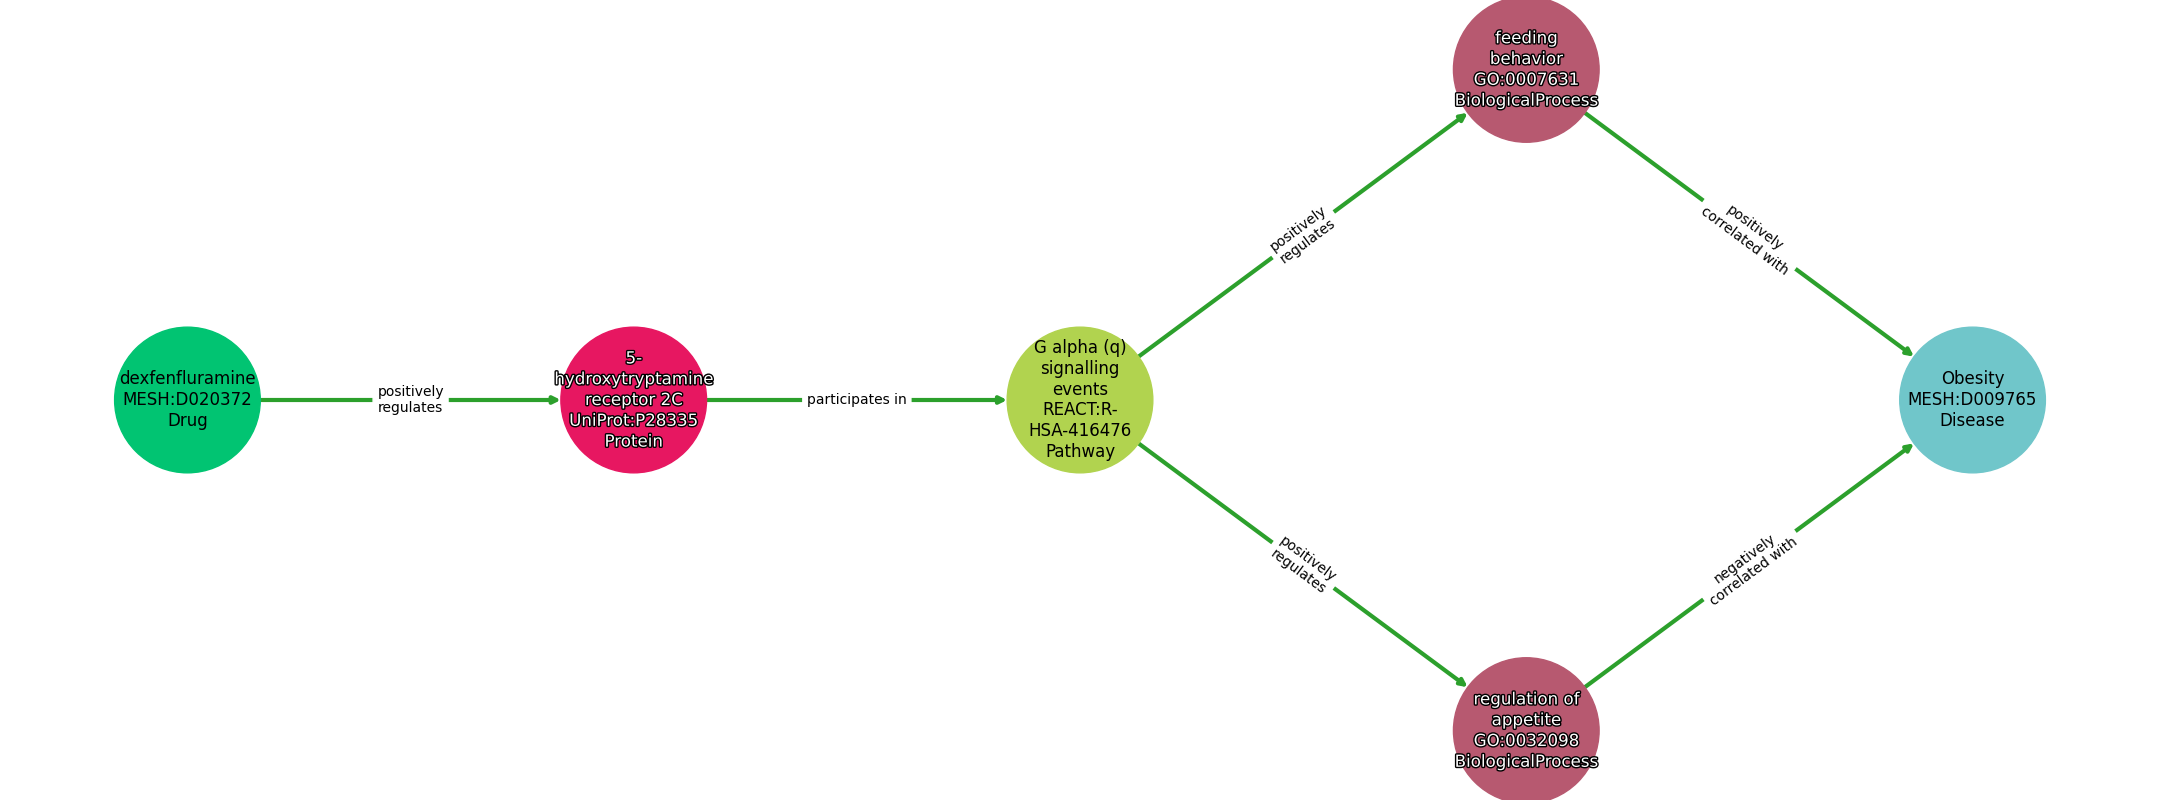 dexfenfluramine
MESH:D020372
Drug
positively
regulates
5-
hydroxytryptamine
receptor 2C
UniProt:P28335
Protein
participates in
G alpha (q)
signalling
events
REACT:R-
HSA-416476
Pathway
positively
regulates
feeding
behavior
GO:0007631
BiologicalProcess
positively
correlated with
positively
regulates
regulation of
appetite
GO:0032098
BiologicalProcess
negatively
correlated with
Obesity
MESH:D009765
Disease